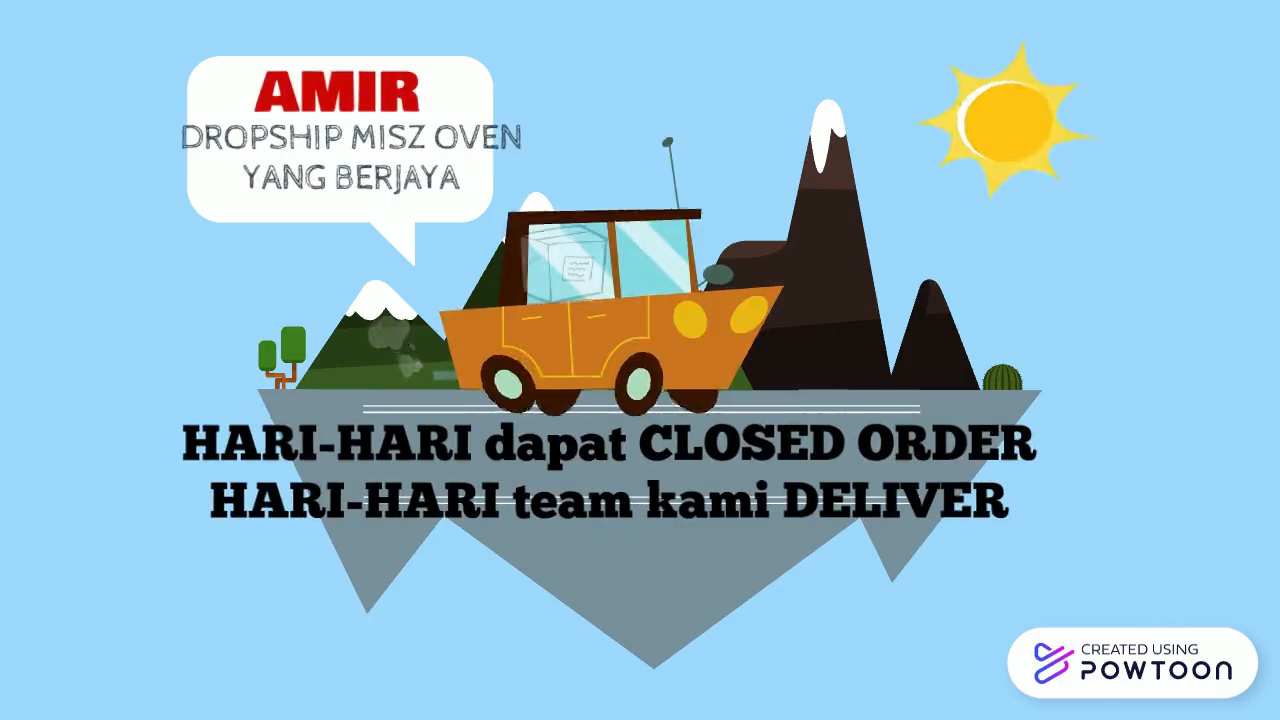 AMIR
DROPSHIP MISZ OVEN
YANG BERJAYA
HARI-HARI dapat CLOSED ORDER
HARI-HARI team kami DELIVER
CREATED USING
POWTOON